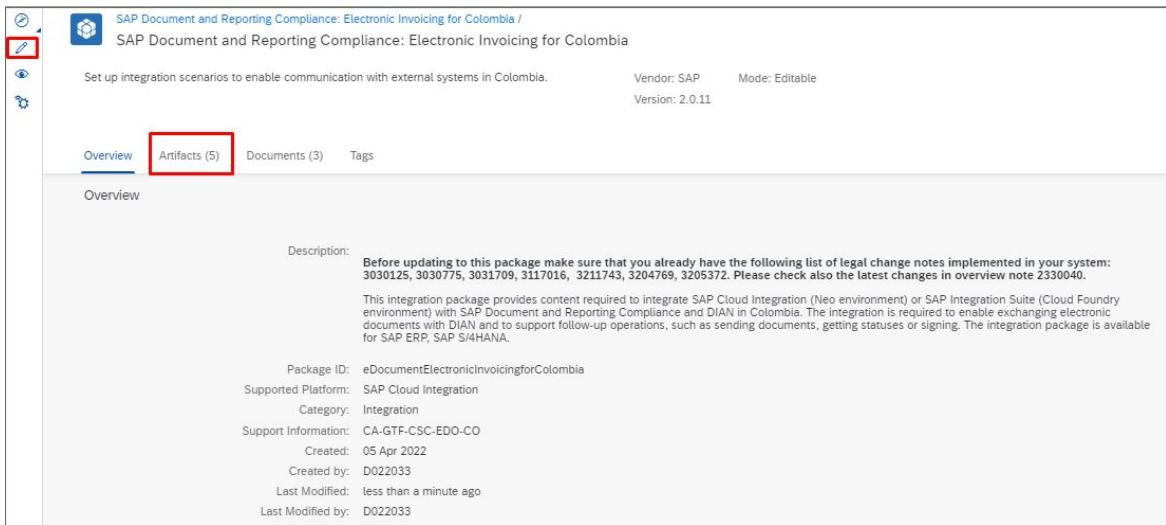 SAP Document and Reporting Compliance: Electronic Invoicing for Colombia /
SAP Document and Reporting Compliance: Electronic Invoicing for Colombia
Set up integration scenarios to enable communication with external systems in Colombia.
Vendor: SAP Mode: Editable
Version: 2.0.11
Overview Artifacts (5) Documents (3) Tags
Overview
Description:
Before updating to this package make sure that you already have the following list of legal change notes implemented in your system:
3030125, 3030775, 3031709, 3117016, 3211743, 3204769, 3205372. Please check also the latest changes in overview note 2330040.
This integration package provides content required to integrate SAP Cloud Integration (Neo environment) or SAP Integration Suite (Cloud Foundry
environment) with SAP Document and Reporting Compliance and DIAN in Colombia. The integration is required to enable exchanging electronic
documents with DIAN and to support follow-up operations, such as sending documents, getting statuses or signing. The integration package is available
for SAP ERP, SAP S/4HANA.
Package ID: eDocumentElectronicInvoicingforColombia
Supported Platform: SAP Cloud Integration
Category: Integration
Support Information: CA-GTF-CSC-EDO-CO
Created: 05 Apr 2022
Created by: D022033
Last Modified: less than a minute ago
Last Modified by: D022033